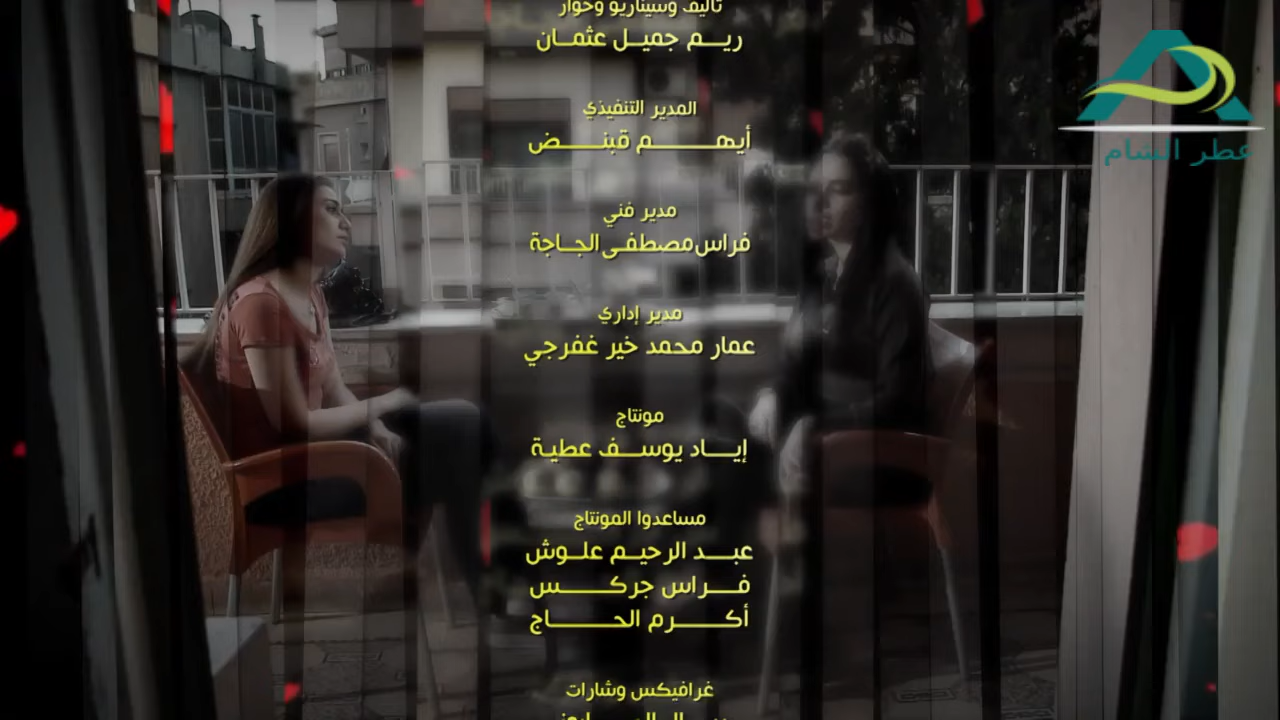 تأليف وسيناريو وحوار
ريم جميل عثمان
عطر الشام
المدير التنفيذي
أيهم قبنض
مدير فني
فراس مصطفى الجاجة
مدير إداري
عمار محمد خير غفرجي
مونتاج
إياد يوسف عطية
مساعدوا المونتاج
عبد الرحيم علوش
فراس جركس
أكرم الحاج
غرافيكس وشارات